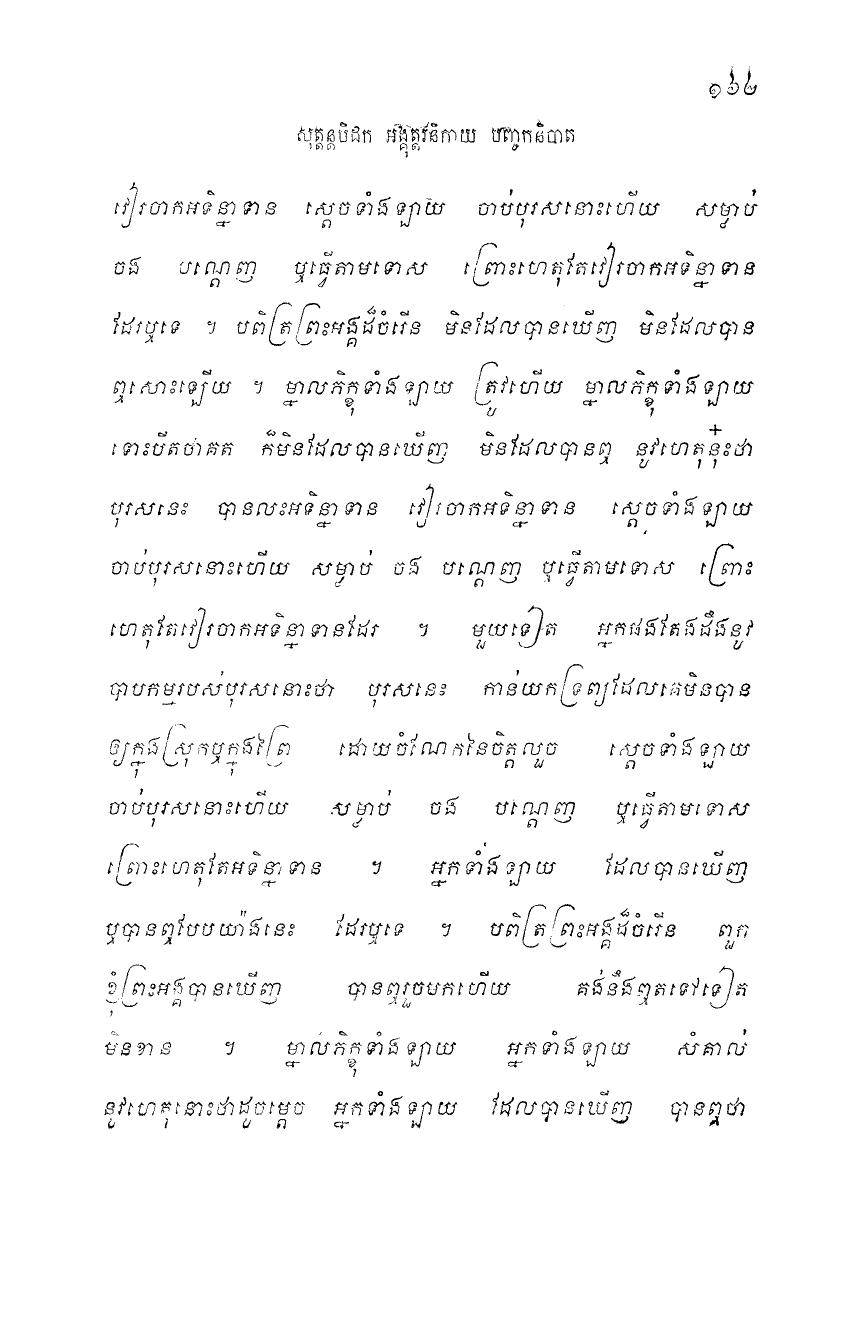 ១៦២
សុត្តន្តបិដក អង្គុត្តរនិកាយ បញ្ចកនិបាត
វៀរចាកអទិន្នាទាន ស្តេចទាំងឡាយ ចាប់បុរសនោះហើយ សម្លាប់
ចង បណ្តេញ ឬធ្វើតាមទោស ព្រោះហេតុតែវៀរចាកអទិន្នាទាន
ដែរឬទេ ។ បពិត្រព្រះអង្គដ៏ចំរើន មិនដែលបានឃើញ មិនដែលបាន
ឮសោះឡើយ ។ ម្នាលភិក្ខុទាំងឡាយ ត្រូវហើយ ម្នាលភិក្ខុទាំងឡាយ
ទោះបីតថាគត ក៏មិនដែលបានឃើញ មិនដែលបានឮ នូវហេតុនុ៎ះថា
បុរសនេះ បានលះអទិន្នាទាន វៀរចាកអទិន្នាទាន ស្តេចទាំងឡាយ
ចាប់បុរសនោះហើយ សម្លាប់ ចង បណ្តេញ ឬធ្វើតាមទោស ព្រោះ
ហេតុតែវៀរចាកអទិន្នាទានដែរ ។ មួយទៀត អ្នកផងតែងដឹងនូវ
បាបកម្មរបស់បុរសនោះថា បុរសនេះ កាន់យកទ្រព្យដែលគេមិនបាន
ឲ្យក្នុងស្រុកឬក្នុងព្រៃ ដោយចំណែកនៃចិត្តលួច ស្តេចទាំងឡាយ
ចាប់បុរសនោះហើយ សម្លាប់ ចង បណ្តេញ ឬធ្វើតាមទោស
ព្រោះហេតុតែអទិន្នាទាន ។ អ្នកទាំងឡាយ ដែលបានឃើញ
ឬបានឮបែបយ៉ាងនេះ ដែរឬទេ ។ បពិត្រព្រះអង្គដ៏ចំរើន ពួក
ខ្ញុំព្រះអង្គបានឃើញ បានឮរួចមកហើយ គង់នឹងឮតទៅទៀត
មិនខាន ។ ម្នាលភិក្ខុទាំងឡាយ អ្នកទាំងឡាយ សំគាល់
នូវហេតុនោះថាដូចម្តេច អ្នកទាំងឡាយ ដែលបានឃើញ បានឮថា